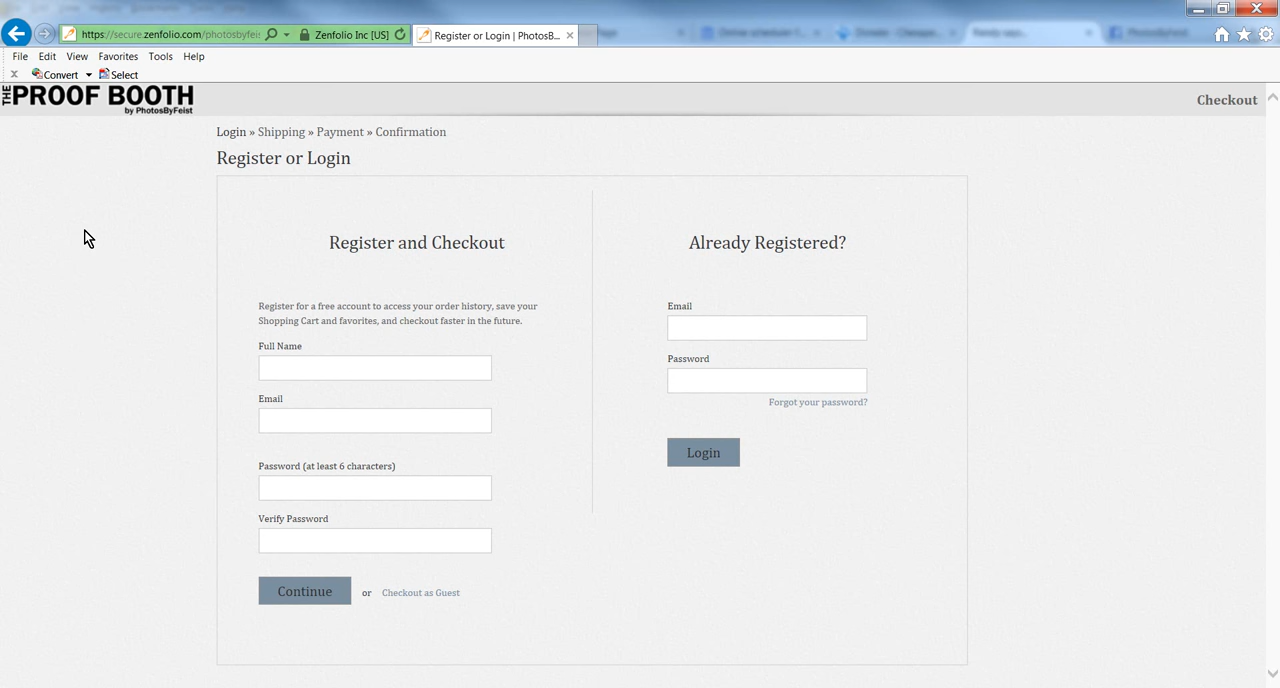 https://secure.zenfolio.com/photosbyfeis
Zenfolio Inc [US]
Register or Login | PhotosB...
File Edit View Favorites Tools Help
x Convert Select
THE PROOF BOOTH
by PhotosByFeist
Checkout
Login » Shipping » Payment » Confirmation
Register or Login
Register and Checkout
Register for a free account to access your order history, save your
Shopping Cart and favorites, and checkout faster in the future.
Full Name
Email
Password (at least 6 characters)
Verify Password
Continue or Checkout as Guest
Already Registered?
Email
Password
Forgot your password?
Login